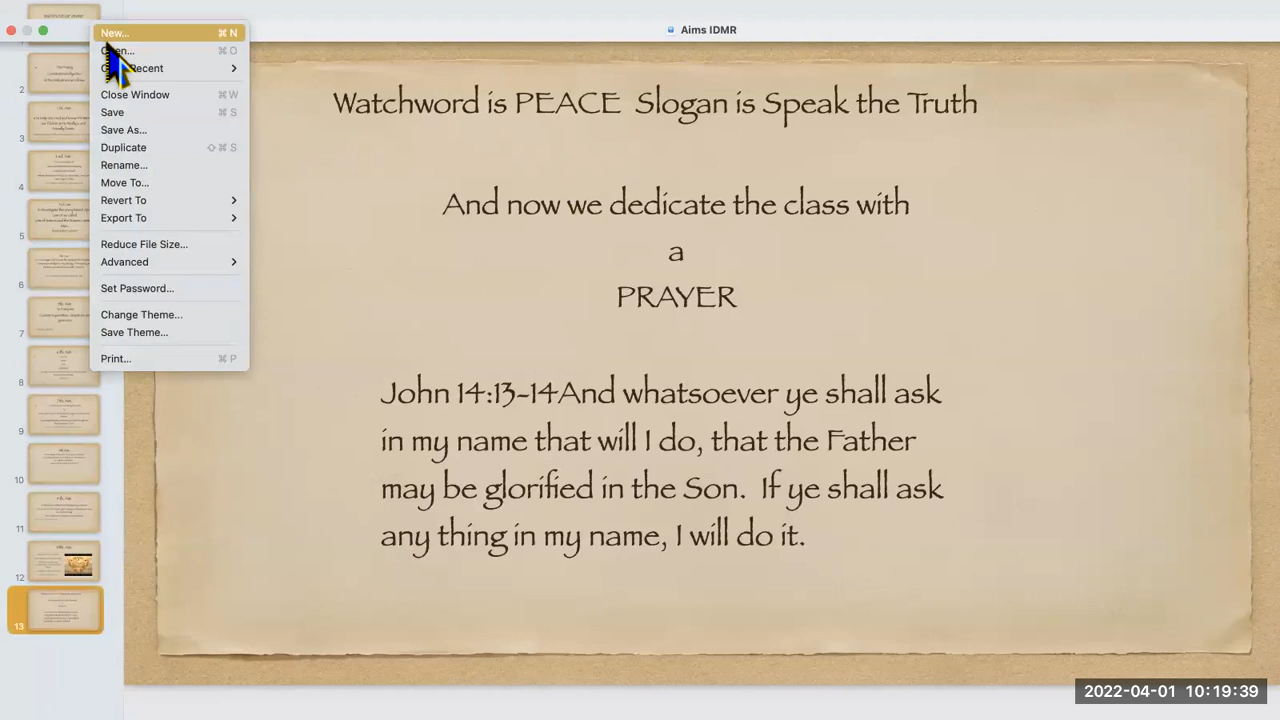 Aims IDMR
New... ⌘ N
⌘ O
Recent
Close Window ⌘ W
Save ⌘ S
Save As...
Duplicate ⇧ ⌘ S
Rename...
Move To...
Revert To
Export To
Reduce File Size...
Advanced
Set Password...
Change Theme...
Save Theme...
Print... ⌘ P
2
3
4
5
6
7
8
9
10
11
12
13
Watchword is PEACE Slogan is Speak the Truth
And now we dedicate the class with
a
PRAYER
John 14:13-14And whatsoever ye shall ask
in my name that will I do, that the Father
may be glorified in the Son. If ye shall ask
any thing in my name, I will do it.
2022-04-01 10:19:39